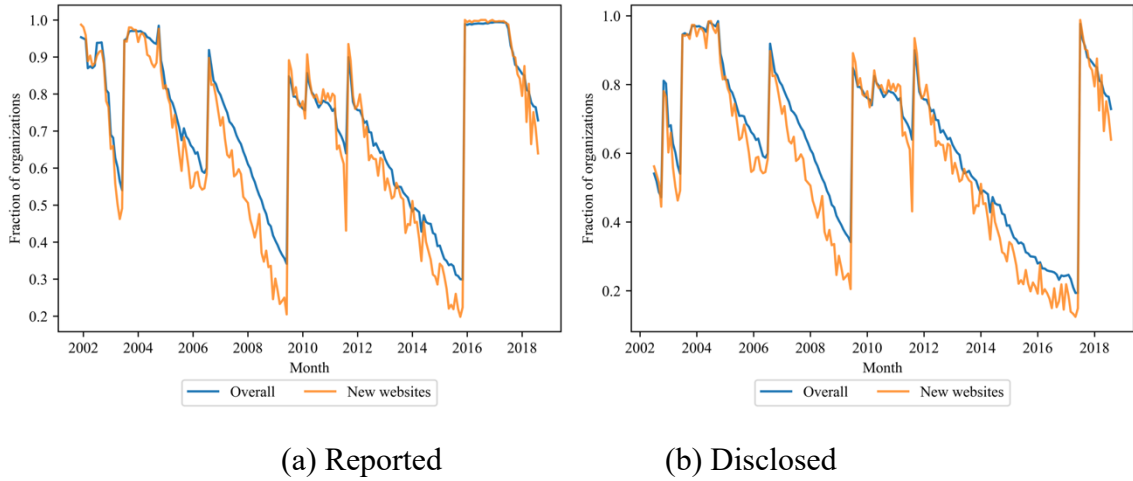 1.0
0.9
0.8
0.7
0.6
0.5
0.4
0.3
0.2
Fraction of organizations
2002 2004 2006 2008 2010 2012 2014 2016 2018
Month
Overall New websites
(a) Reported
1.0
0.8
0.6
0.4
0.2
Fraction of organizations
2002 2004 2006 2008 2010 2012 2014 2016 2018
Month
Overall New websites
(b) Disclosed